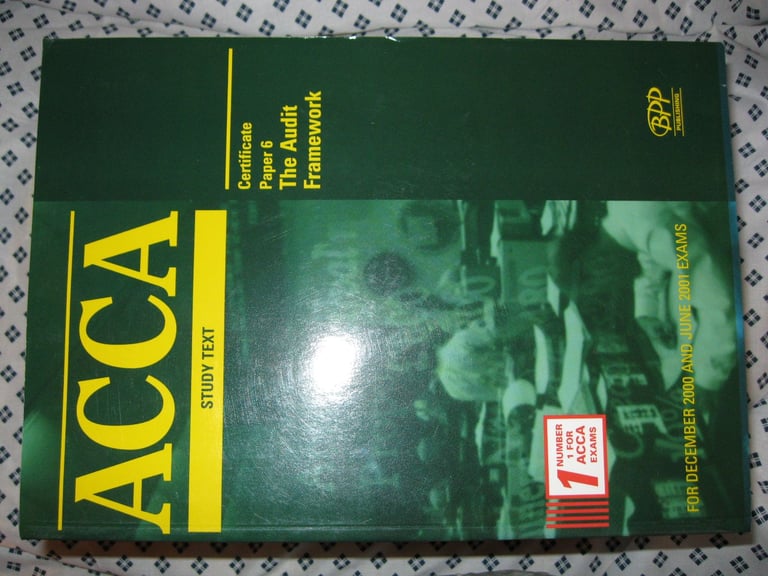 ACCA
STUDY TEXT
Certificate
Paper 6
The Audit
Framework
1
NUMBER
1 FOR
ACCA
EXAMS
FOR DECEMBER 2000 AND JUNE 2001 EXAMS
BPP
PUBLISHING